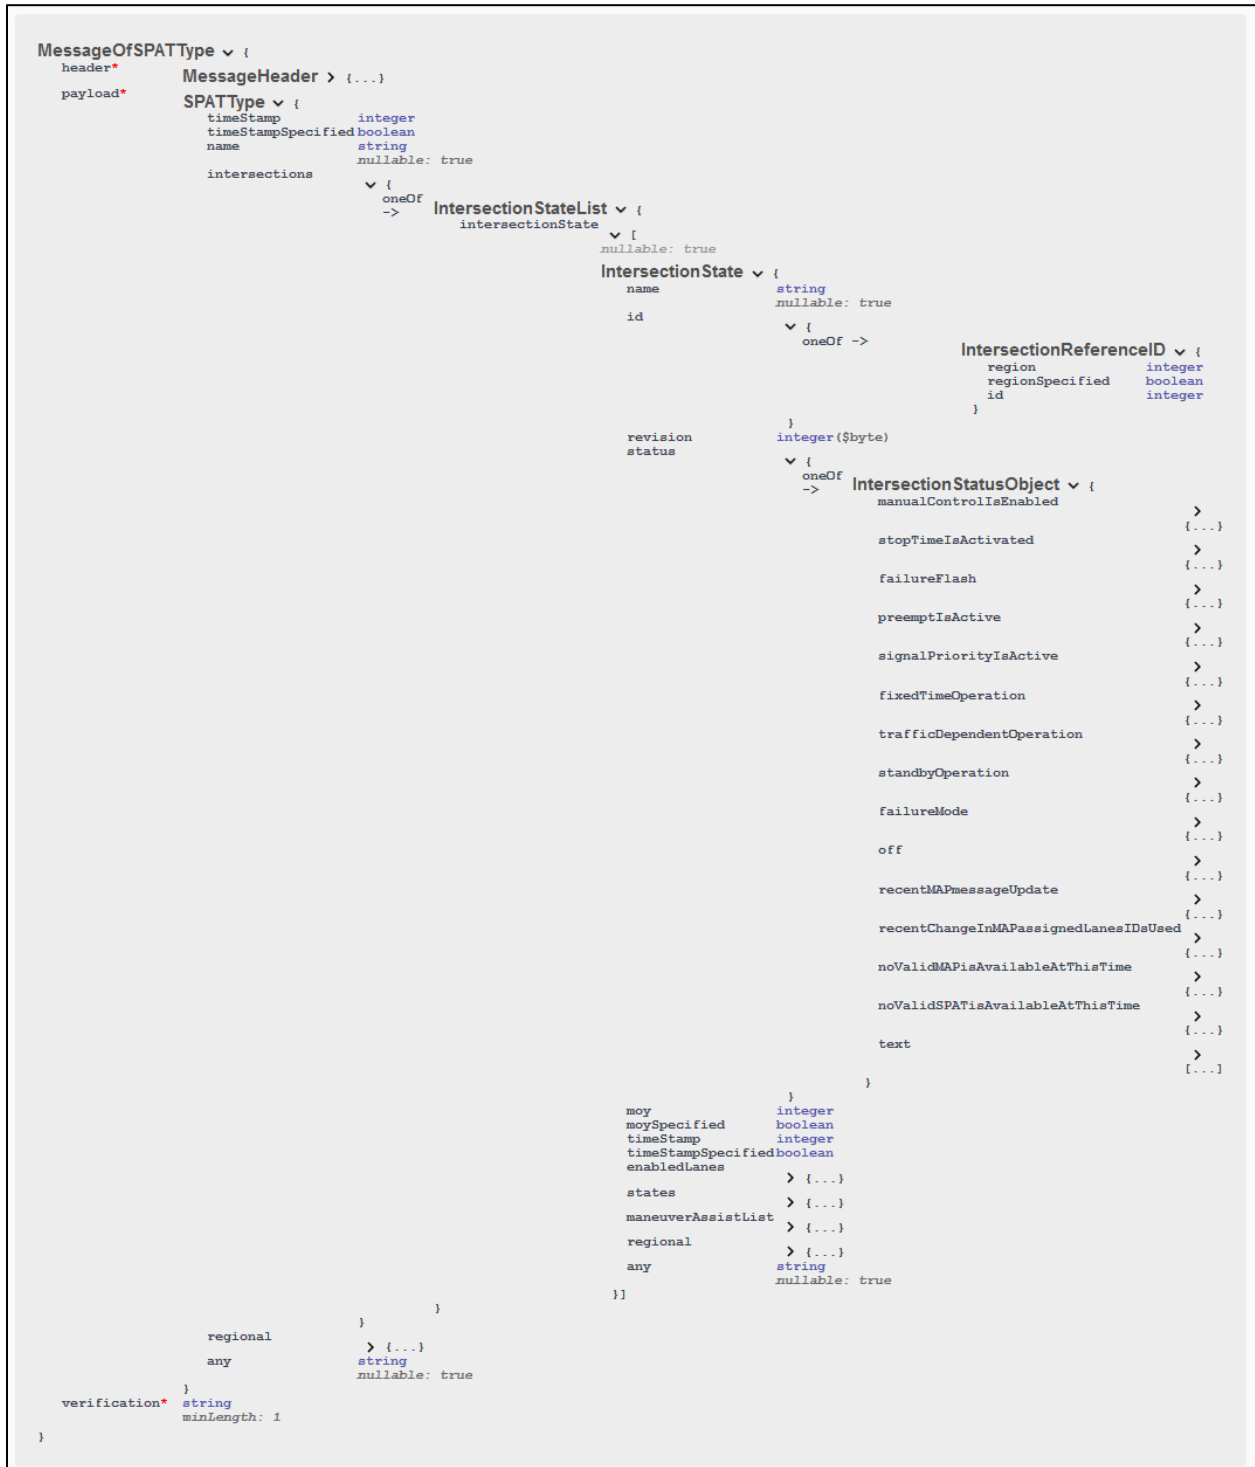 MessageOfSPATType {
header*
MessageHeader > {...}
payload*
SPATType {
timeStamp integer
timeStampSpecified boolean
name string
nullable: true
intersections
{
oneOf
->
IntersectionStateList {
intersectionState
[
nullable: true
IntersectionState {
name string
nullable: true
id
{
oneOf ->
IntersectionReferenceID {
region integer
regionSpecified boolean
id integer
}
}
revision integer($byte)
status
{
oneOf
->
IntersectionStatusObject {
manualControlIsEnabled
>
{...}
stopTimeIsActivated
>
{...}
failureFlash
>
{...}
preemptIsActive
>
{...}
signalPriorityIsActive
>
{...}
fixedTimeOperation
>
{...}
trafficDependentOperation
>
{...}
standbyOperation
>
{...}
failureMode
>
{...}
off
>
{...}
recentMAPmessageUpdate
>
{...}
recentChangeInMAPassignedLanesIDsUsed
>
{...}
noValidMAPisAvailableAtThisTime
>
{...}
noValidSPATisAvailableAtThisTime
>
{...}
text
>
[...]
}
}
moy integer
moySpecified boolean
timeStamp integer
timeStampSpecified boolean
enabledLanes
> {...}
states
> {...}
maneuverAssistList
> {...}
regional
> {...}
any string
nullable: true
}]
}
}
regional
> {...}
any string
nullable: true
}
verification* string
minLength: 1
}